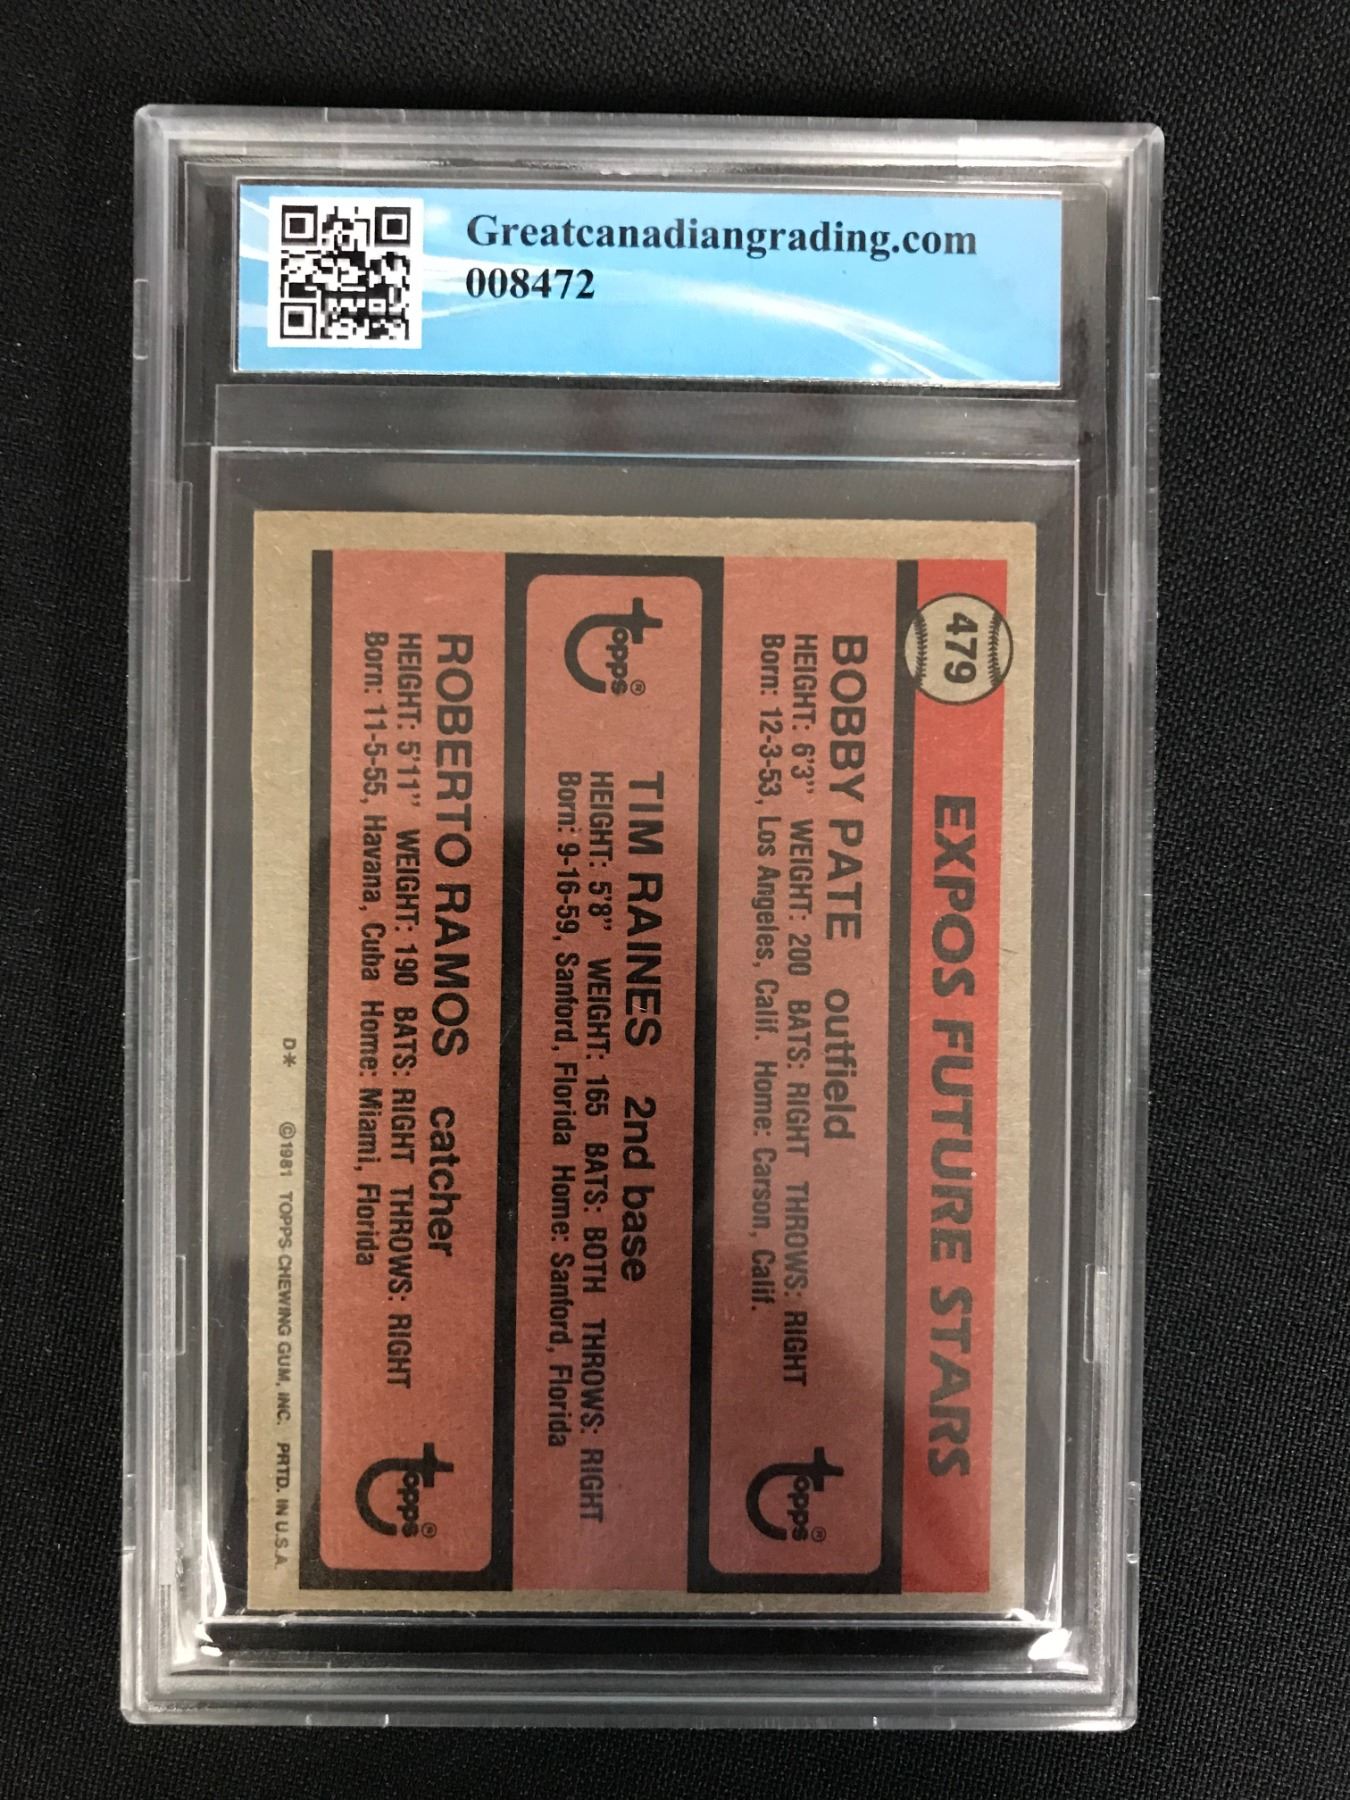 Greatcanadiangrading.com
008472
479
EXPOS FUTURE STARS
BOBBY PATE outfield
HEIGHT: 6'3" WEIGHT: 200 BATS: RIGHT THROWS: RIGHT
Born: 12-3-53, Los Angeles, Calif. Home: Carson, Calif.
topps®
topps®
TIM RAINES 2nd base
HEIGHT: 5'8" WEIGHT: 165 BATS: BOTH THROWS: RIGHT
Born: 9-16-59, Sanford, Florida Home: Sanford, Florida
ROBERTO RAMOS catcher
HEIGHT: 5'11" WEIGHT: 190 BATS: RIGHT THROWS: RIGHT
Born: 11-5-55, Havana, Cuba Home: Miami, Florida
topps®
D* ©1981 TOPPS CHEWING GUM, INC. PRTD. IN U.S.A.